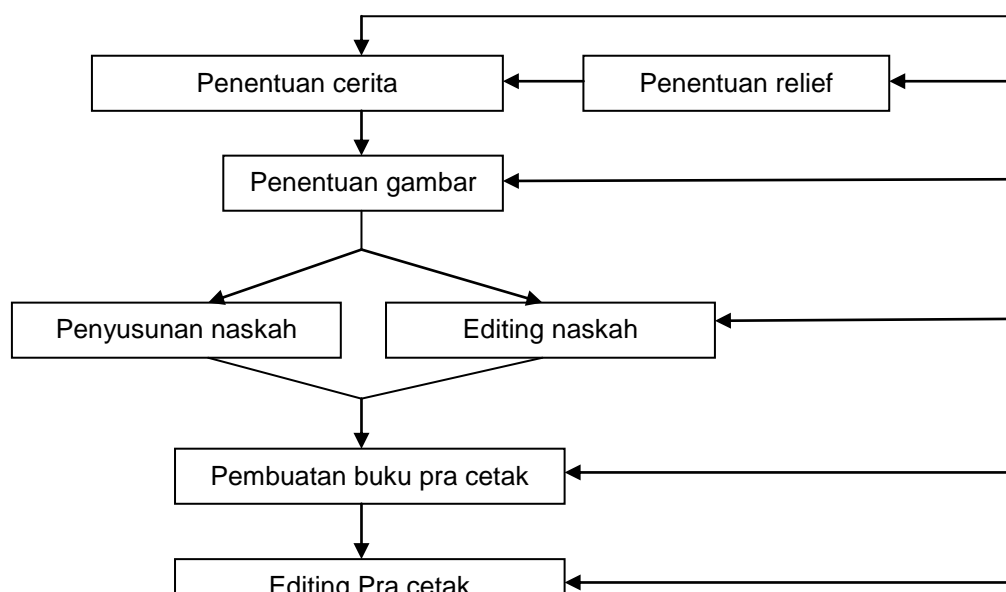 Penentuan cerita
Penentuan relief
Penentuan gambar
Penyusunan naskah
Editing naskah
Pembuatan buku pra cetak
Editing Pra cetak